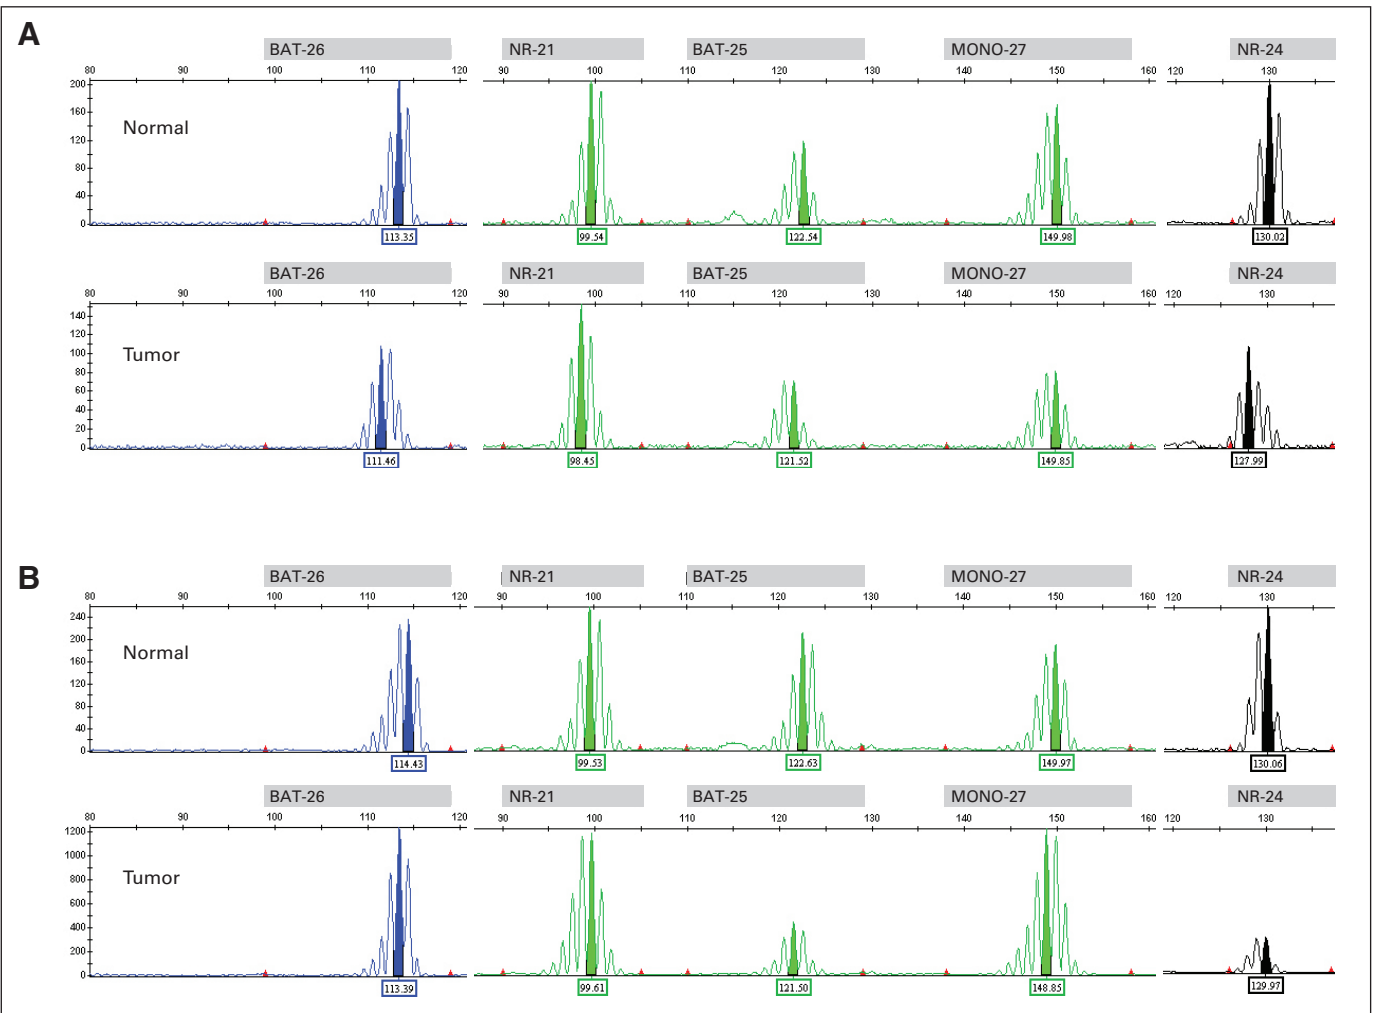 A
BAT-26 NR-21 BAT-25 MONO-27 NR-24
80 90 100 110 120 90 100 110 120 130 140 150 160 120 130
200
160
120
80
40
0
Normal
113.35 99.54 122.54 149.98 130.02
BAT-26 NR-21 BAT-25 MONO-27 NR-24
80 90 100 110 120 90 100 110 120 130 140 150 160 120 130
140
120
100
80
60
40
20
0
Tumor
111.46 98.45 121.52 149.85 127.99
B
BAT-26 NR-21 BAT-25 MONO-27 NR-24
80 90 100 110 120 90 100 110 120 130 140 150 160 120 130
240
200
160
120
80
40
0
Normal
114.43 99.53 122.63 149.97 130.06
BAT-26 NR-21 BAT-25 MONO-27 NR-24
80 90 100 110 120 90 100 110 120 130 140 150 160 120 130
1200
1000
800
600
400
200
0
Tumor
113.39 99.61 121.50 148.85 129.97